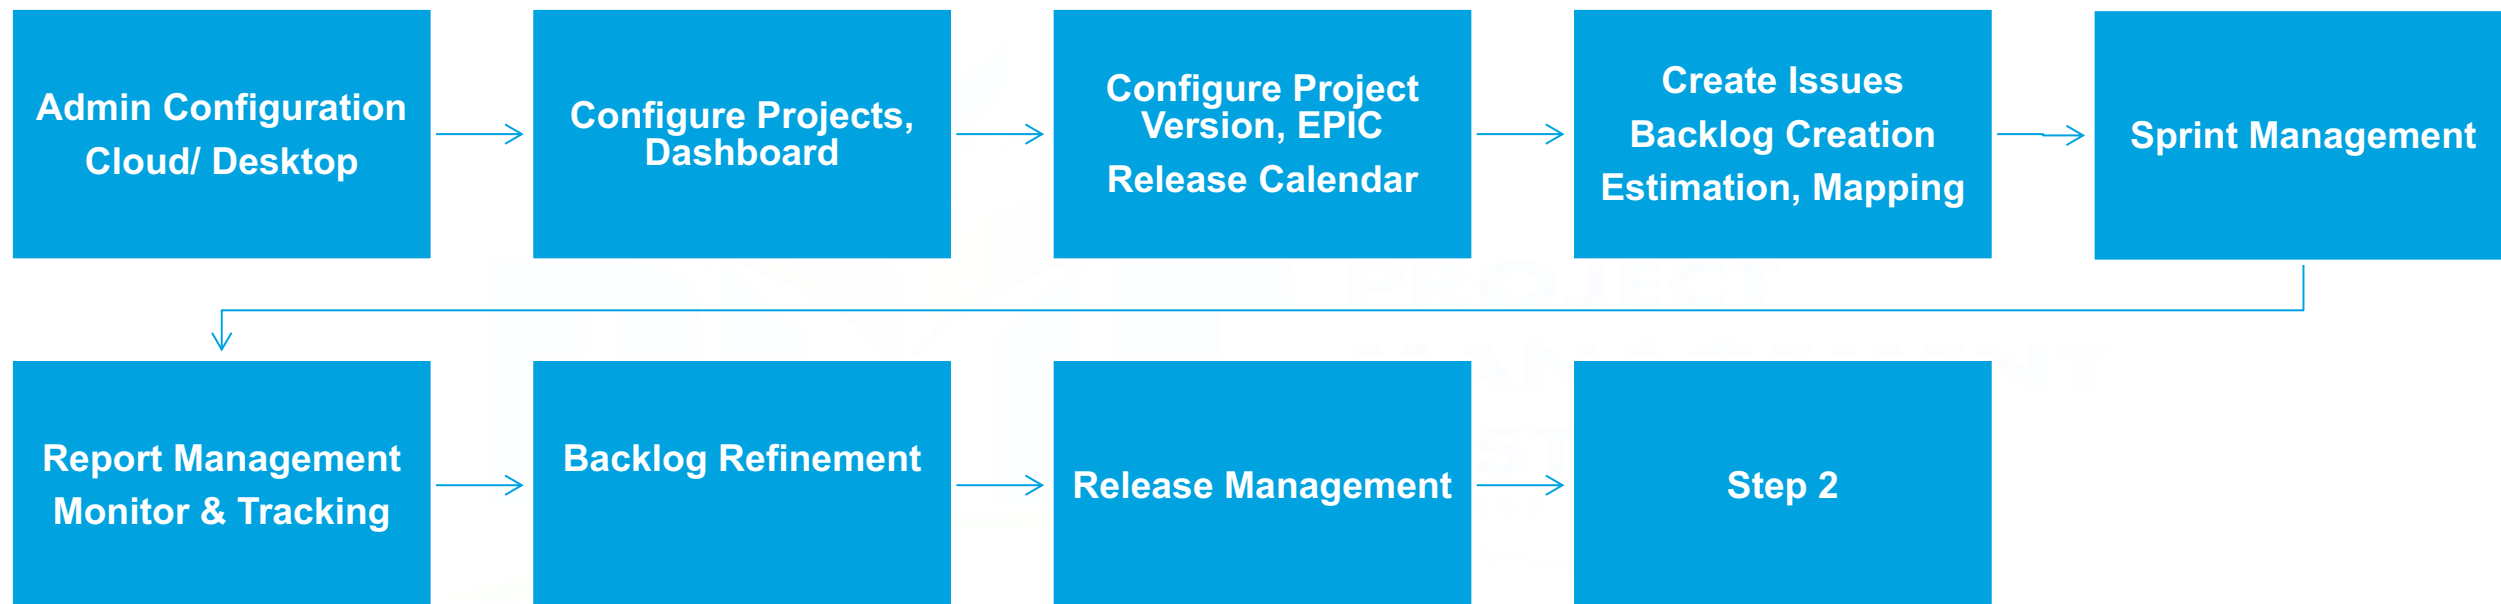 Admin Configuration
Cloud/ Desktop
Configure Projects,
Dashboard
Configure Project
Version, EPIC
Release Calendar
Create Issues
Backlog Creation
Estimation, Mapping
Sprint Management
Report Management
Monitor & Tracking
Backlog Refinement
Release Management
Step 2